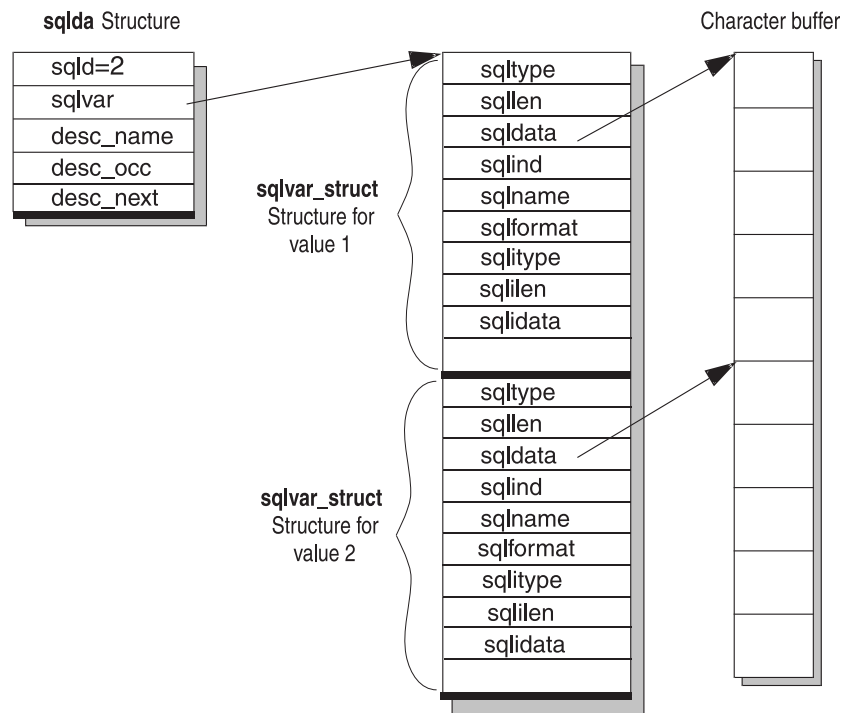 sqlda Structure
sqld=2
sqlvar
desc_name
desc_occ
desc_next
sqlvar_struct
Structure for
value 1
sqltype
sqllen
sqldata
sqlind
sqlname
sqlformat
sqlitype
sqlilen
sqlidata
sqlvar_struct
Structure for
value 2
sqltype
sqllen
sqldata
sqlind
sqlname
sqlformat
sqlitype
sqlilen
sqlidata
Character buffer